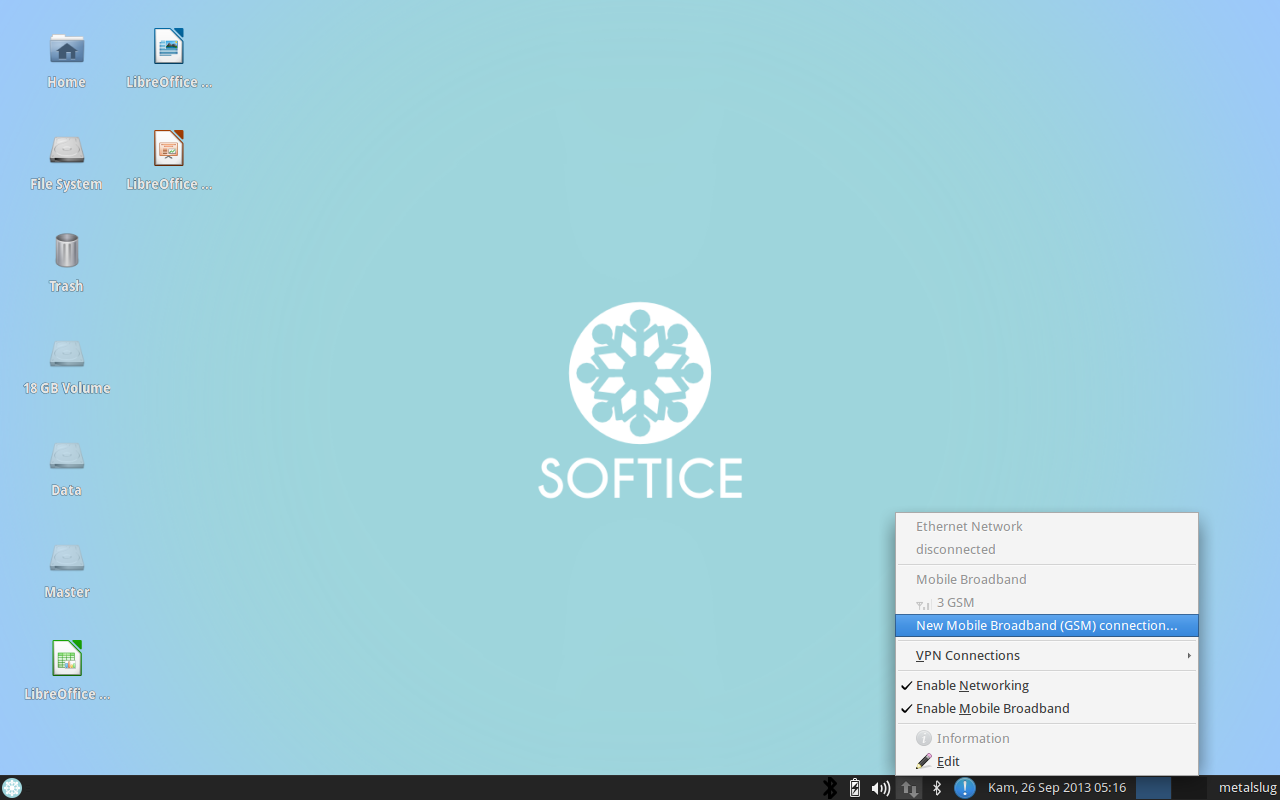 Home
LibreOffice ...
File System
LibreOffice ...
Trash
18 GB Volume
Data
Master
LibreOffice ...
SOFTICE
Ethernet Network
disconnected
Mobile Broadband
3 GSM
New Mobile Broadband (GSM) connection...
VPN Connections
Enable Networking
Enable Mobile Broadband
Information
Edit
Kam, 26 Sep 2013 05:16
metalslug